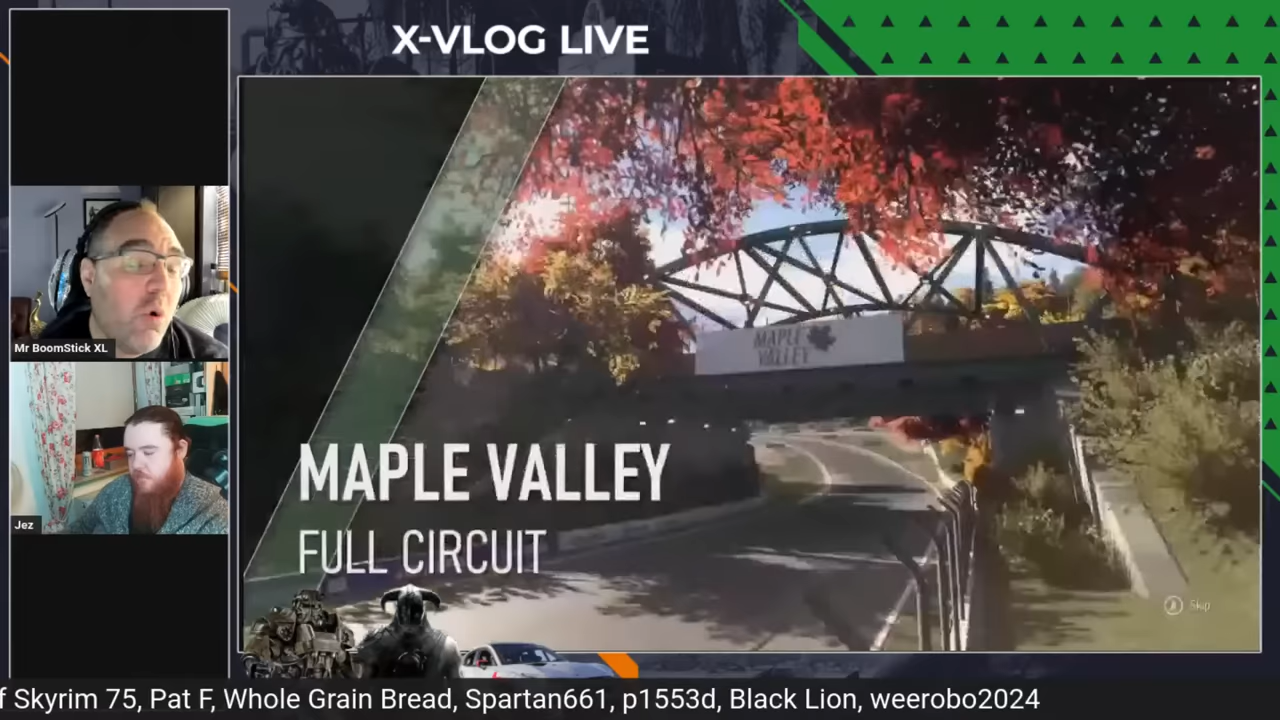 X-VLOG LIVE
Mr BoomStick XL
MAPLE
VALLEY
MAPLE VALLEY
FULL CIRCUIT
Jez
Skip
f Skyrim 75, Pat F, Whole Grain Bread, Spartan661, p1553d, Black Lion, weerobo2024